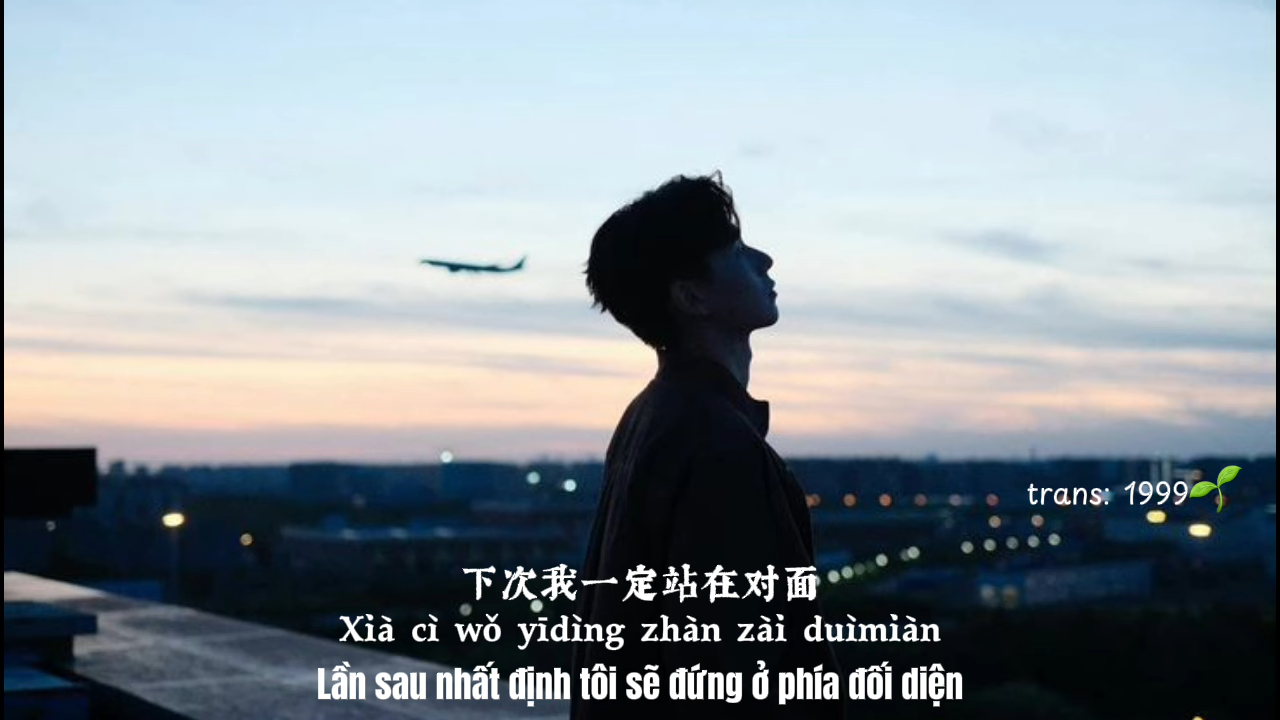 trans: 1999🌱
下次我一定站在对面
Xià cì wǒ yīdìng zhàn zài duìmiàn
Lần sau nhất định tôi sẽ đứng ở phía đối diện